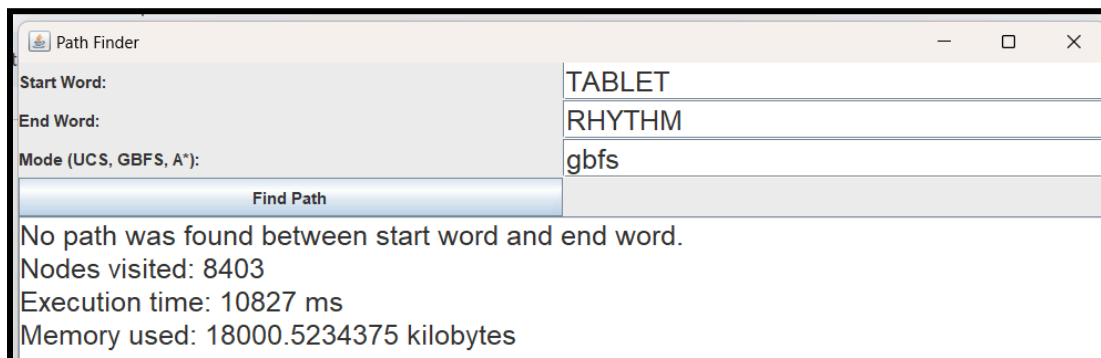 Path Finder
Start Word: TABLET
End Word: RHYTHM
Mode (UCS, GBFS, A*): gbfs
Find Path
No path was found between start word and end word.
Nodes visited: 8403
Execution time: 10827 ms
Memory used: 18000.5234375 kilobytes